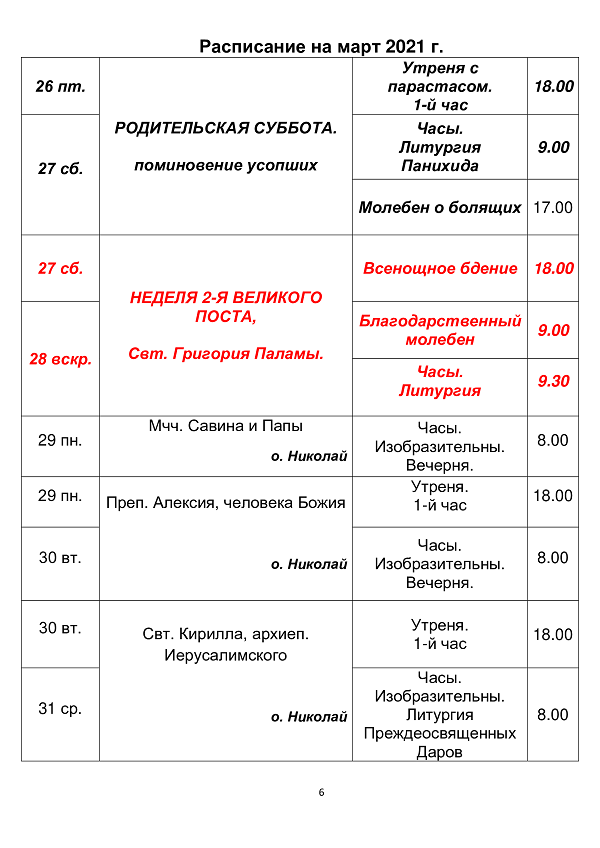 Расписание на март 2021 г.
26 пт.
РОДИТЕЛЬСКАЯ СУББОТА.
поминовение усопших
Утреня с
парастасом.
1-й час
18.00
27 сб.
Часы.
Литургия
Панихида
9.00
Молебен о болящих
17.00
27 сб.
НЕДЕЛЯ 2-Я ВЕЛИКОГО
ПОСТА,
Свт. Григория Паламы.
Всенощное бдение
18.00
28 вскр.
Благодарственный
молебен
9.00
Часы.
Литургия
9.30
29 пн.
Мчч. Савина и Папы
о. Николай
Часы.
Изобразительны.
Вечерня.
8.00
29 пн.
Преп. Алексия, человека Божия
о. Николай
Утреня.
1-й час
18.00
30 вт.
Часы.
Изобразительны.
Вечерня.
8.00
30 вт.
Свт. Кирилла, архиеп.
Иерусалимского
о. Николай
Утреня.
1-й час
18.00
31 ср.
Часы.
Изобразительны.
Литургия
Преждеосвященных
Даров
8.00
6